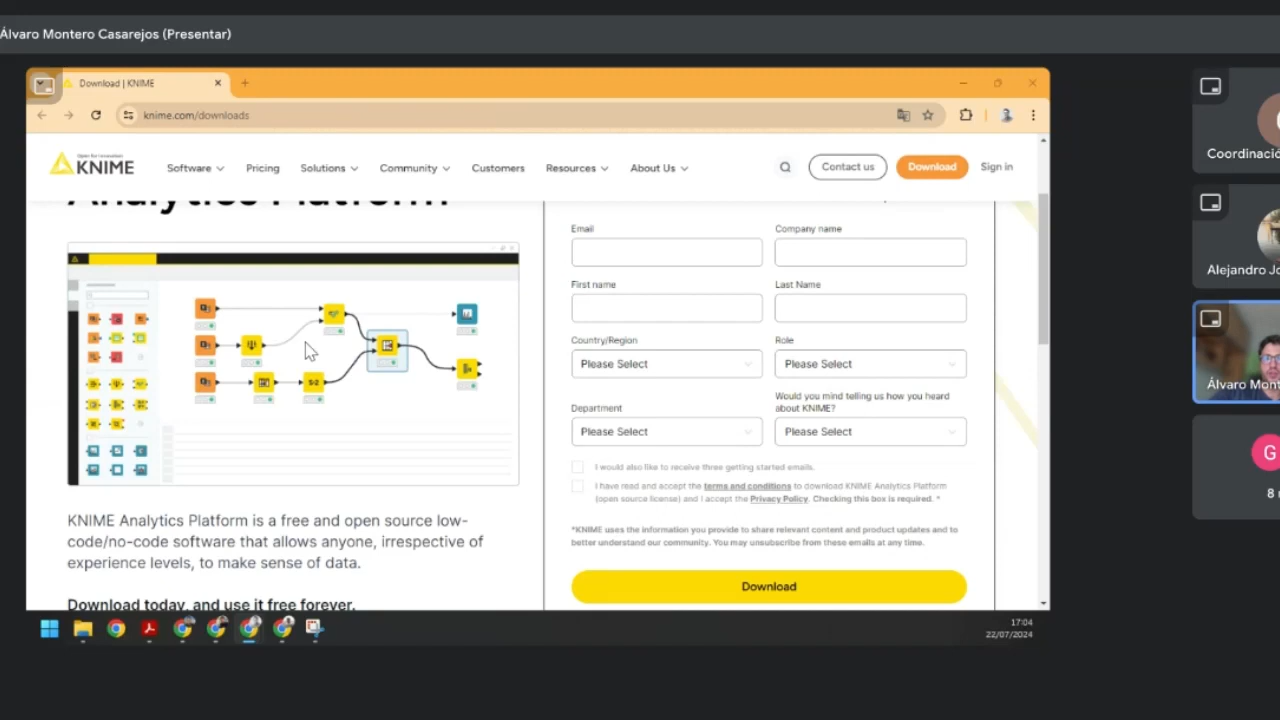 Álvaro Montero Casarejos (Presentar)
Download | KNIME
knime.com/downloads
Open for Innovation
KNIME
Software
Pricing
Solutions
Community
Customers
Resources
About Us
Contact us
Download
Sign in
Analytics Platform
Email
Company name
First name
Last Name
Country/Region
Role
Please Select
Please Select
Department
Would you mind telling us how you heard
about KNIME?
Please Select
Please Select
I would also like to receive three getting started emails.
I have read and accept the terms and conditions to download KNIME Analytics Platform
(open source license) and I accept the Privacy Policy. Checking this box is required. *
*KNIME uses the information you provide to share relevant content and product updates and to
better understand our community. You may unsubscribe from these emails at any time.
Download
KNIME Analytics Platform is a free and open source low-
code/no-code software that allows anyone, irrespective of
experience levels, to make sense of data.
Download today, and use it free forever.
17:04
22/07/2024
Coordinació
Alejandro Jo
Álvaro Mont
G
8